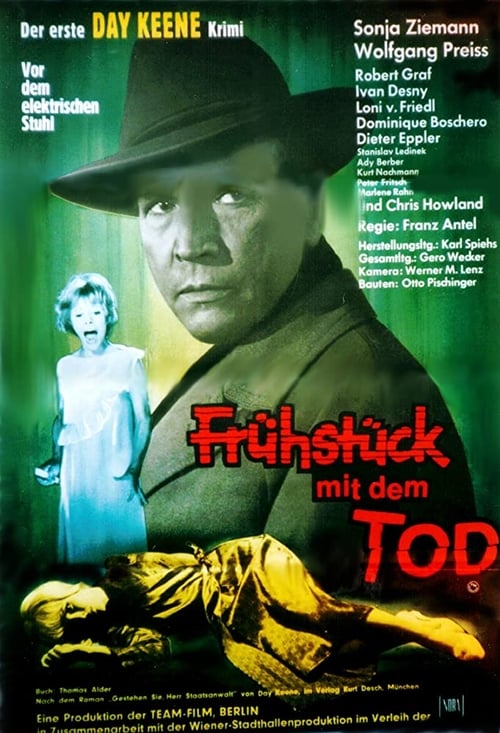 Der erste DAY KEENE Krimi
Vor
dem
elektrischen
Stuhl
Sonja Ziemann
Wolfgang Preiss
Robert Graf
Ivan Desny
Loni v. Friedl
Dominique Boschero
Dieter Eppler
Stanislav Ledinek
Ady Berber
Kurt Nachmann
Peter Fritsch
Marlene Rahn
nd Chris Howland
Regie: Franz Antel
Herstellungsltg.: Karl Spiehs
Gesamtltg.: Gero Wecker
Kamera: Werner M. Lenz
Bauten: Otto Pischinger
Frühstück
mit dem
TOD
Buch: Thomas Alder
Nach dem Roman "Gestehen Sie, Herr Staatsanwalt" von Day Keene, im Verlag Kurt Desch, München
Eine Produktion der TEAM-FILM, BERLIN
in Zusammenarbeit mit der Wiener-Stadthallenproduktion im Verleih der
NORA